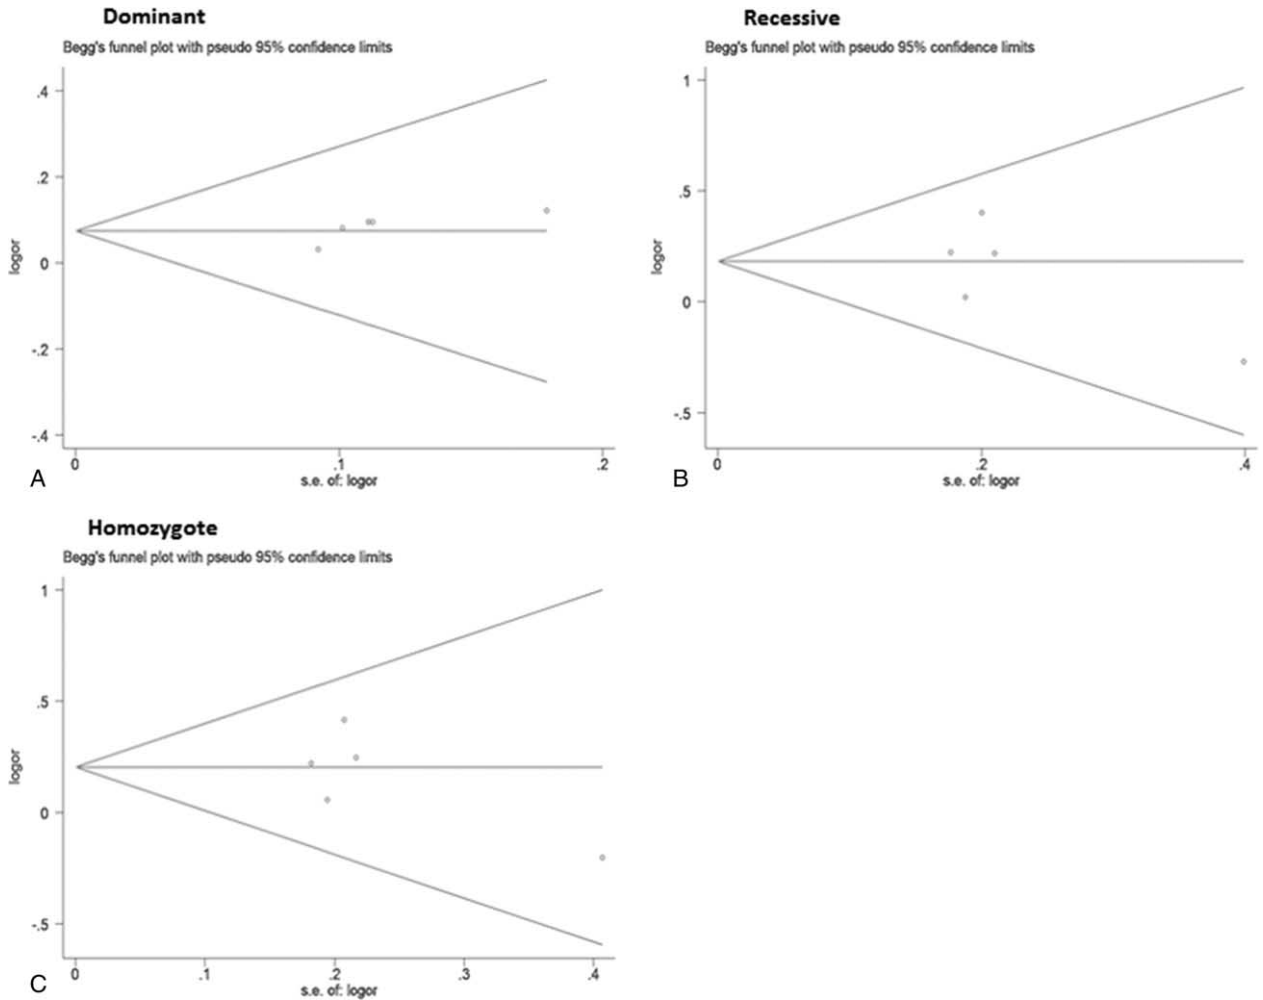 Dominant
Begg's funnel plot with pseudo 95% confidence limits
.4
.2
0
-.2
-.4
logor
0 .1 .2
s.e. of: logor
A
Recessive
Begg's funnel plot with pseudo 95% confidence limits
1
.5
0
-.5
logor
0 .2 .4
s.e. of: logor
B
Homozygote
Begg's funnel plot with pseudo 95% confidence limits
1
.5
0
-.5
logor
0 .1 .2 .3 .4
s.e. of: logor
C